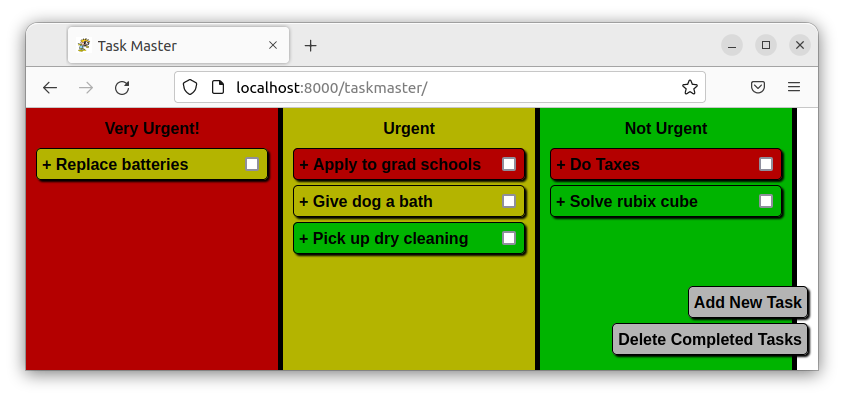 Task Master
localhost:8000/taskmaster/
Very Urgent!
+ Replace batteries
Urgent
+ Apply to grad schools
+ Give dog a bath
+ Pick up dry cleaning
Not Urgent
+ Do Taxes
+ Solve rubix cube
Add New Task
Delete Completed Tasks